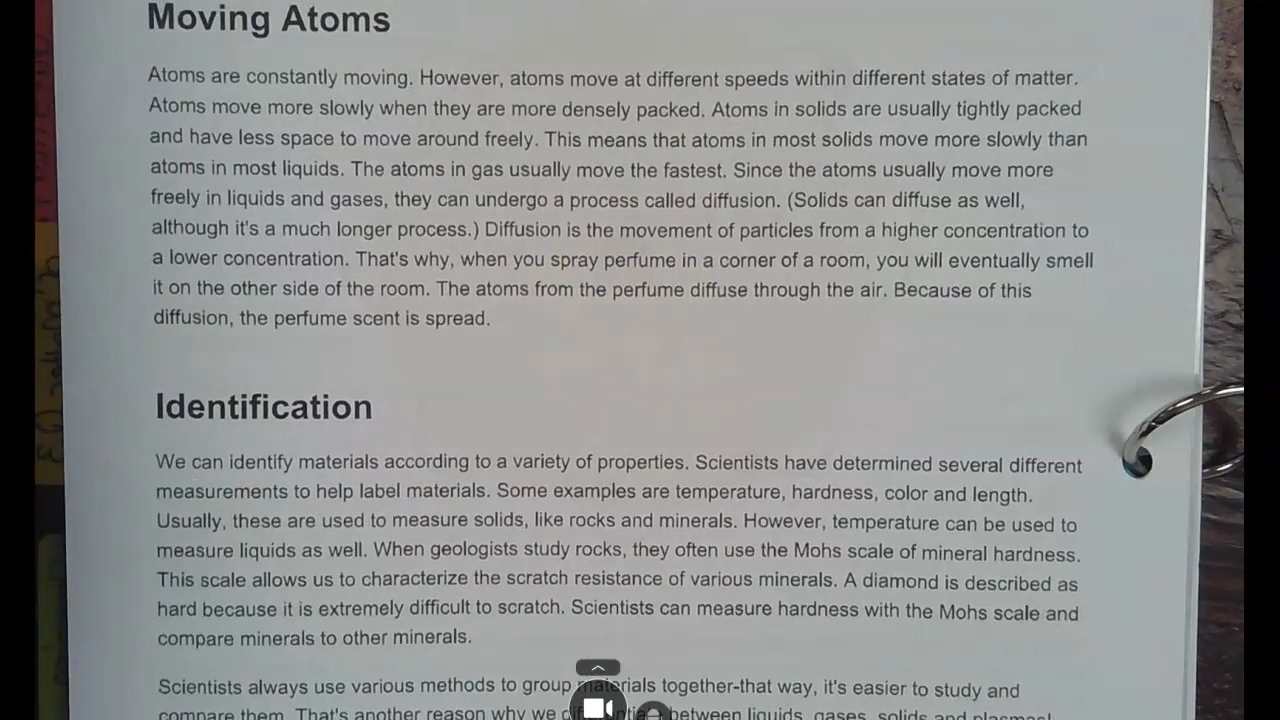 Moving Atoms
Atoms are constantly moving. However, atoms move at different speeds within different states of matter.
Atoms move more slowly when they are more densely packed. Atoms in solids are usually tightly packed
and have less space to move around freely. This means that atoms in most solids move more slowly than
atoms in most liquids. The atoms in gas usually move the fastest. Since the atoms usually move more
freely in liquids and gases, they can undergo a process called diffusion. (Solids can diffuse as well,
although it's a much longer process.) Diffusion is the movement of particles from a higher concentration to
a lower concentration. That's why, when you spray perfume in a corner of a room, you will eventually smell
it on the other side of the room. The atoms from the perfume diffuse through the air. Because of this
diffusion, the perfume scent is spread.
Identification
We can identify materials according to a variety of properties. Scientists have determined several different
measurements to help label materials. Some examples are temperature, hardness, color and length.
Usually, these are used to measure solids, like rocks and minerals. However, temperature can be used to
measure liquids as well. When geologists study rocks, they often use the Mohs scale of mineral hardness.
This scale allows us to characterize the scratch resistance of various minerals. A diamond is described as
hard because it is extremely difficult to scratch. Scientists can measure hardness with the Mohs scale and
compare minerals to other minerals.
Scientists always use various methods to group materials together-that way, it's easier to study and
compare them. That's another reason why we between liquids, gases, solids and plasmas!